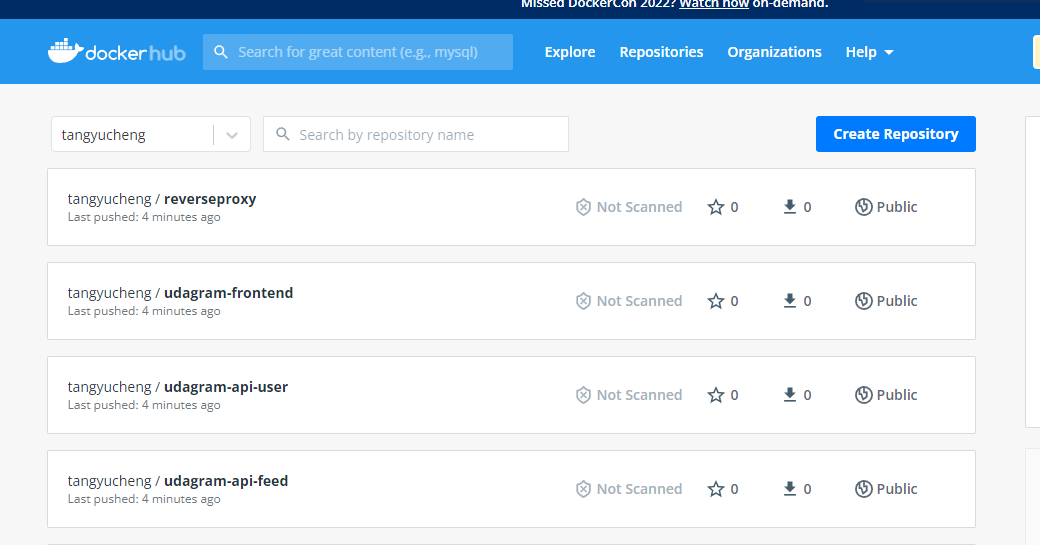 Missed DockerCon 2022? Watch now on-demand.
docker hub
Search for great content (e.g., mysql)
Explore
Repositories
Organizations
Help
tangyucheng
Search by repository name
Create Repository
tangyucheng / reverseproxy
Last pushed: 4 minutes ago
Not Scanned
0
0
Public
tangyucheng / udagram-frontend
Last pushed: 4 minutes ago
Not Scanned
0
0
Public
tangyucheng / udagram-api-user
Last pushed: 4 minutes ago
Not Scanned
0
0
Public
tangyucheng / udagram-api-feed
Last pushed: 4 minutes ago
Not Scanned
0
0
Public